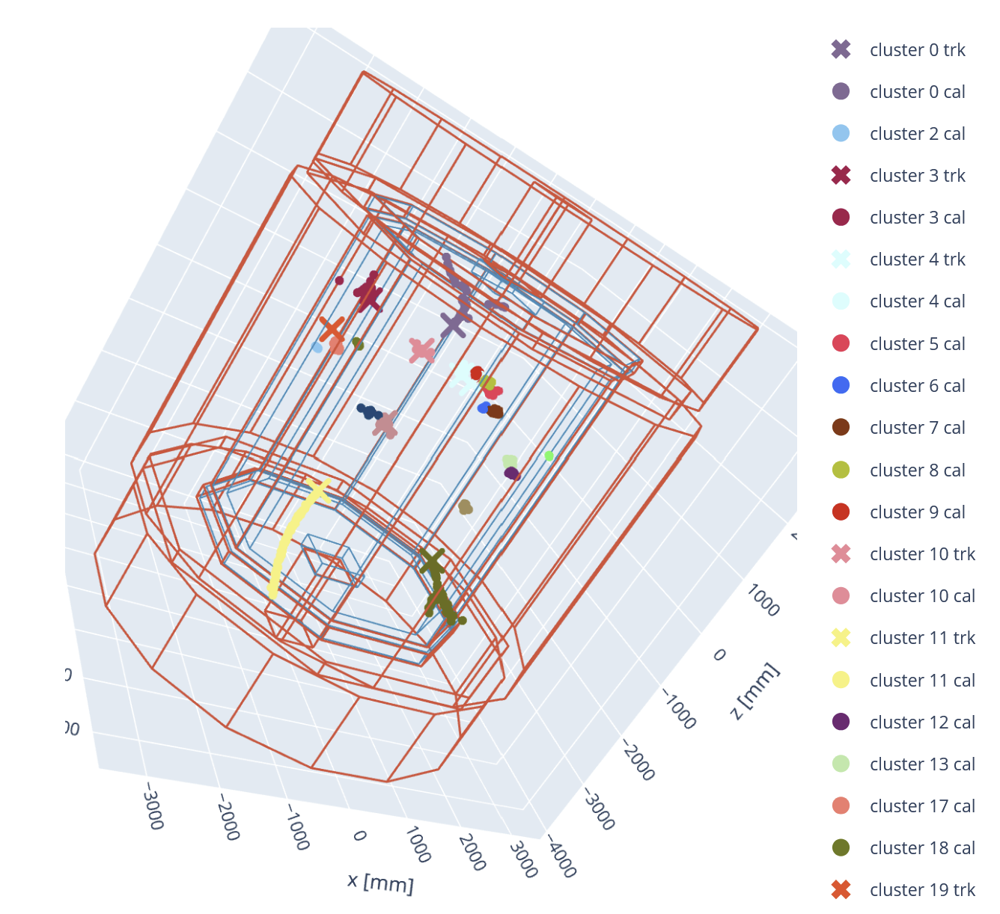 cluster 0 trk
cluster 0 cal
cluster 2 cal
cluster 3 trk
cluster 3 cal
cluster 4 trk
cluster 4 cal
cluster 5 cal
cluster 6 cal
cluster 7 cal
cluster 8 cal
cluster 9 cal
cluster 10 trk
cluster 10 cal
cluster 11 trk
cluster 11 cal
cluster 12 cal
cluster 13 cal
cluster 17 cal
cluster 18 cal
cluster 19 trk
1000
0
−1000
−2000
−3000
−4000
z [mm]
−3000
−2000
−1000
0
1000
2000
3000
x [mm]